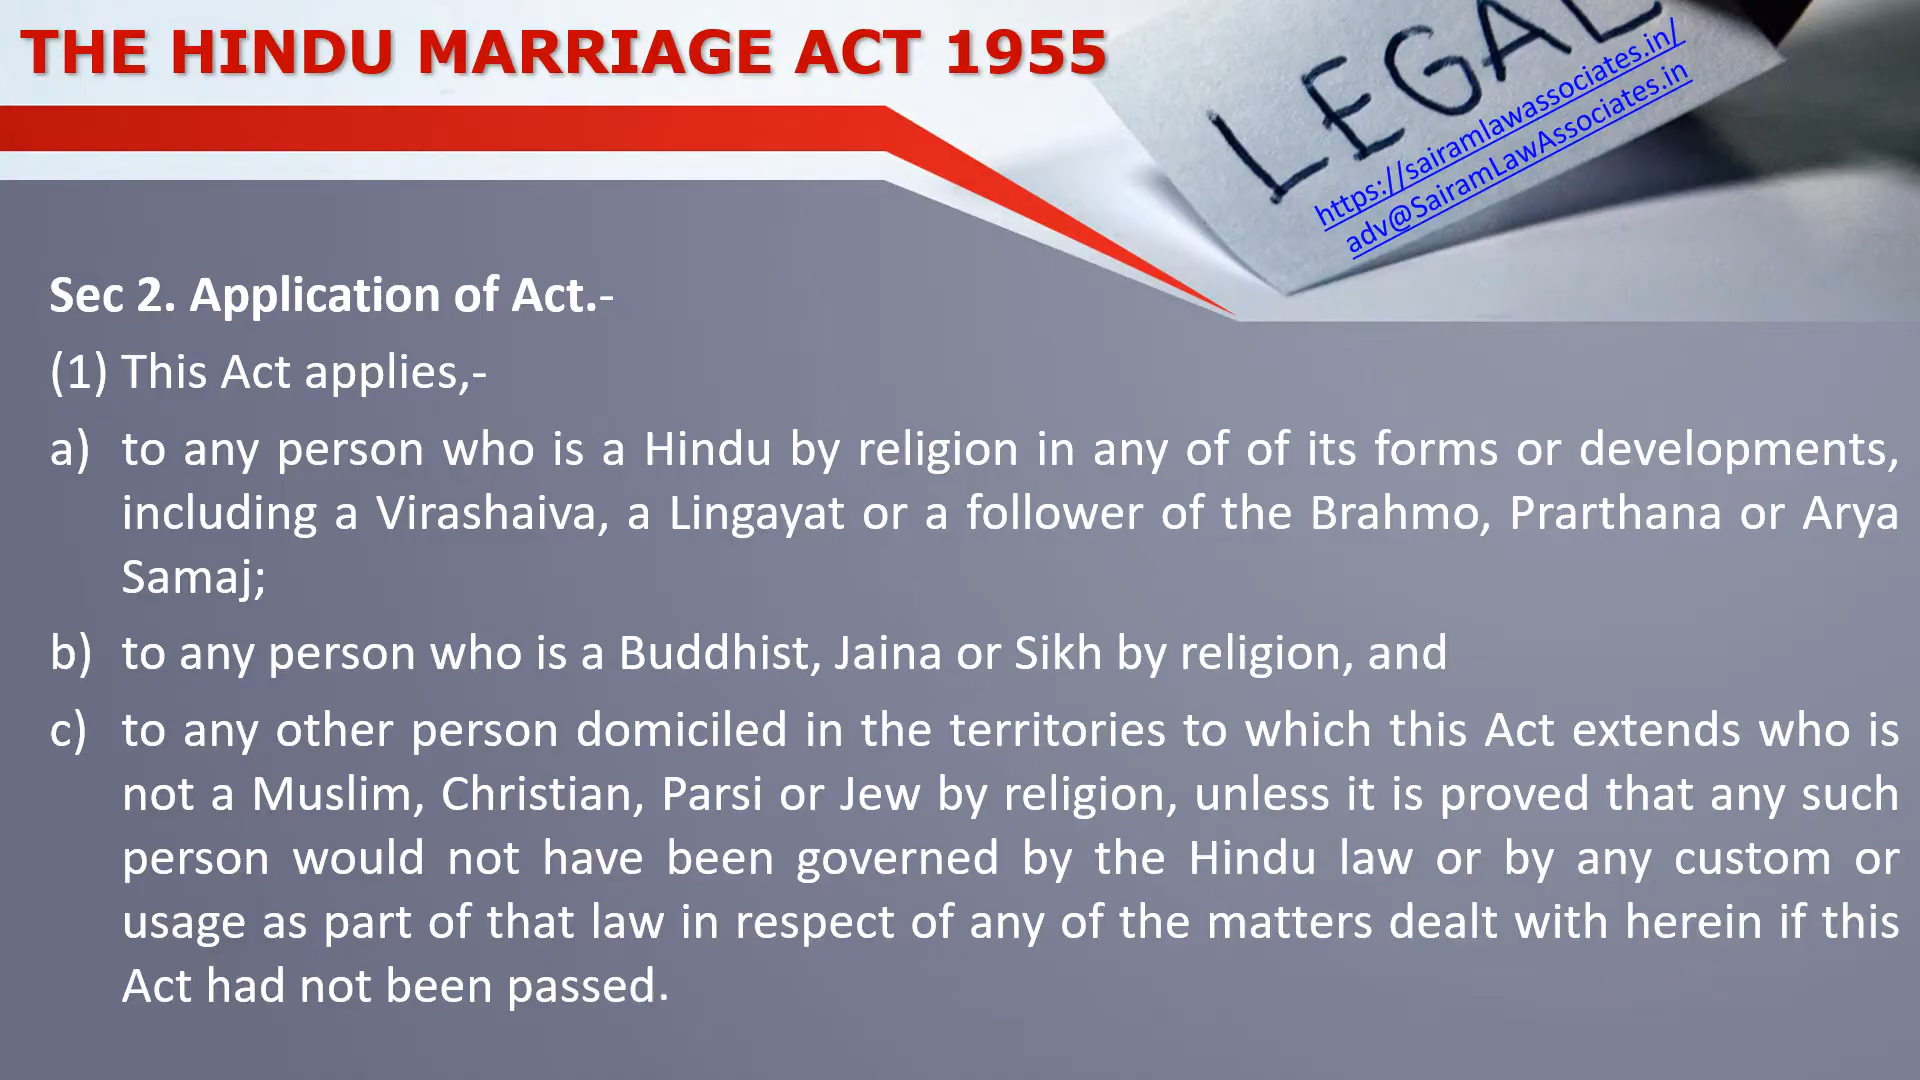 THE HINDU MARRIAGE ACT 1955
LEGAL
https://sairamlawassociates.in/
adv@SairamLawAssociates.in
Sec 2. Application of Act.-
(1) This Act applies,-
a) to any person who is a Hindu by religion in any of of its forms or developments,
including a Virashaiva, a Lingayat or a follower of the Brahmo, Prarthana or Arya
Samaj;
b) to any person who is a Buddhist, Jaina or Sikh by religion, and
c) to any other person domiciled in the territories to which this Act extends who is
not a Muslim, Christian, Parsi or Jew by religion, unless it is proved that any such
person would not have been governed by the Hindu law or by any custom or
usage as part of that law in respect of any of the matters dealt with herein if this
Act had not been passed.